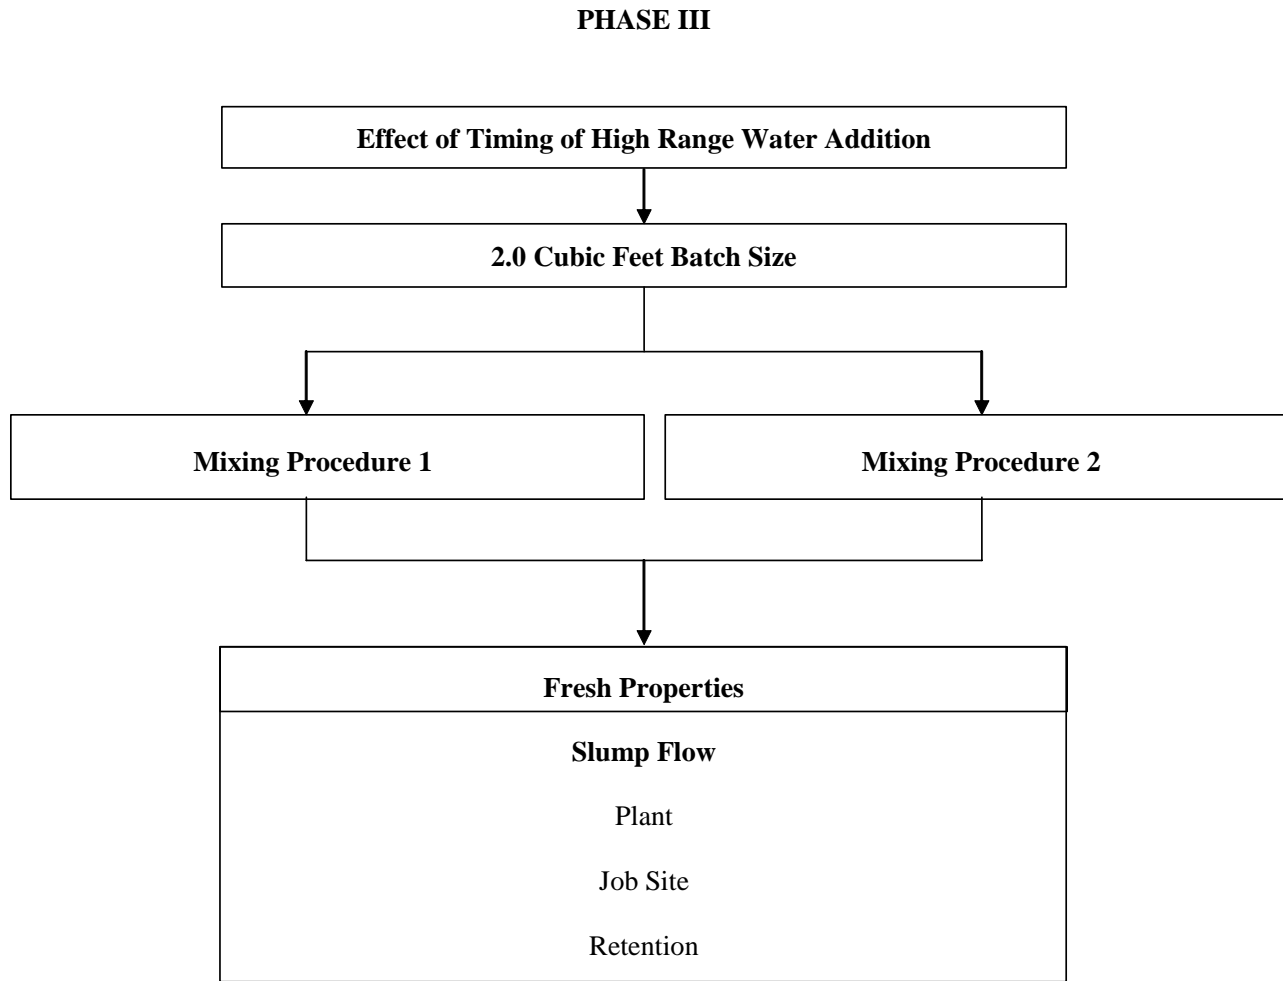 PHASE III
Effect of Timing of High Range Water Addition
2.0 Cubic Feet Batch Size
Mixing Procedure 1
Mixing Procedure 2
Fresh Properties
Slump Flow
Plant
Job Site
Retention